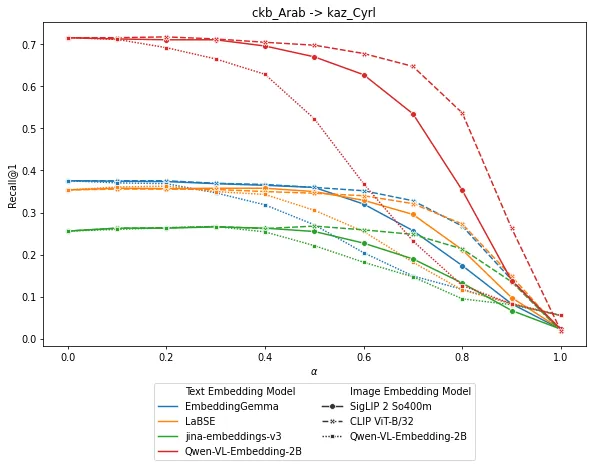 ckb_Arab -> kaz_Cyrl
Recall@1
0.7
0.6
0.5
0.4
0.3
0.2
0.1
0.0
0.0 0.2 0.4 0.6 0.8 1.0
α
Text Embedding Model
EmbeddingGemma
LaBSE
jina-embeddings-v3
Qwen-VL-Embedding-2B
Image Embedding Model
SigLIP 2 So400m
CLIP ViT-B/32
Qwen-VL-Embedding-2B